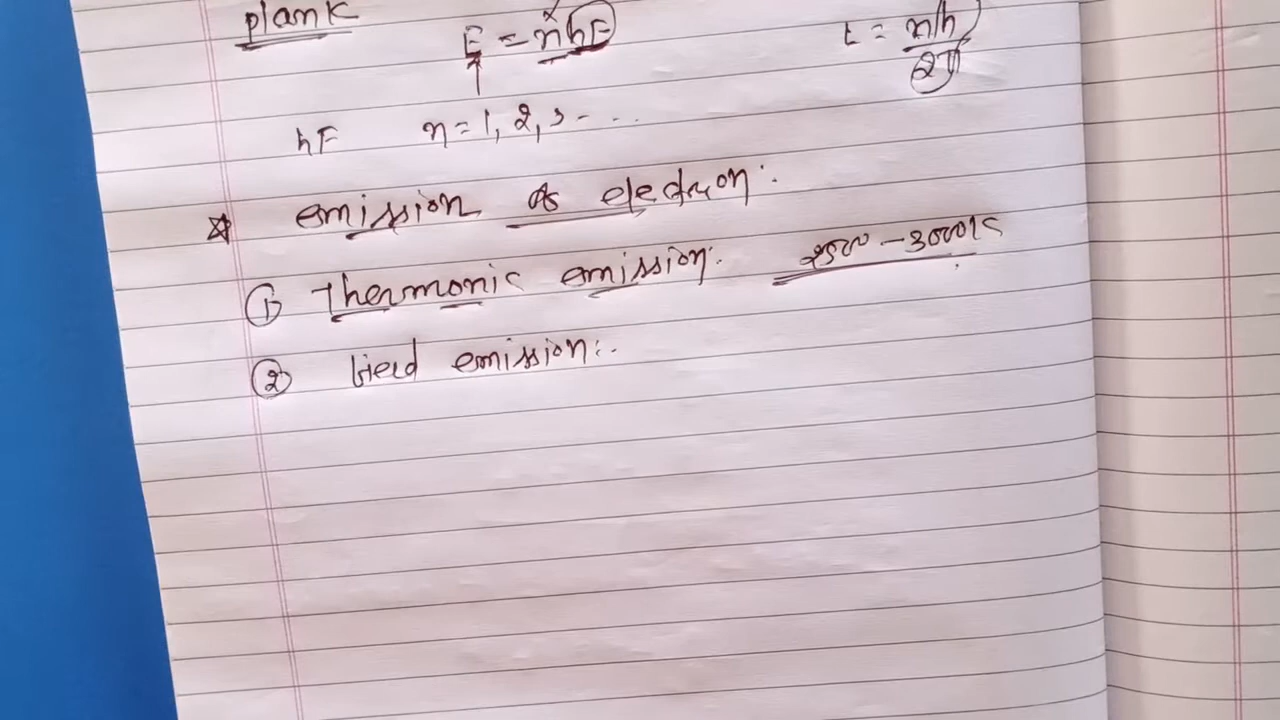 plank E = nhF t = nh/2π
hF n = 1, 2, 3 - ...
☆ emission of electron :
① Thermonic emission : 2500 - 3000K
② field emission : .